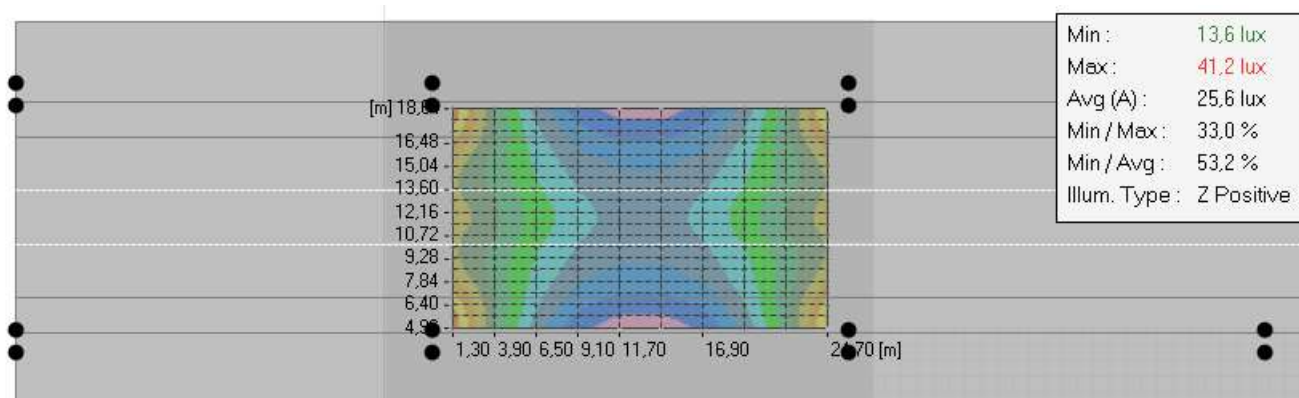 Min : 13,6 lux
Max : 41,2 lux
Avg (A) : 25,6 lux
Min / Max : 33,0 %
Min / Avg : 53,2 %
Illum. Type : Z Positive
[m]
16,48
15,04
13,60
12,16
10,72
9,28
7,84
6,40
1,30 3,90 6,50 9,10 11,70 16,90 [m]